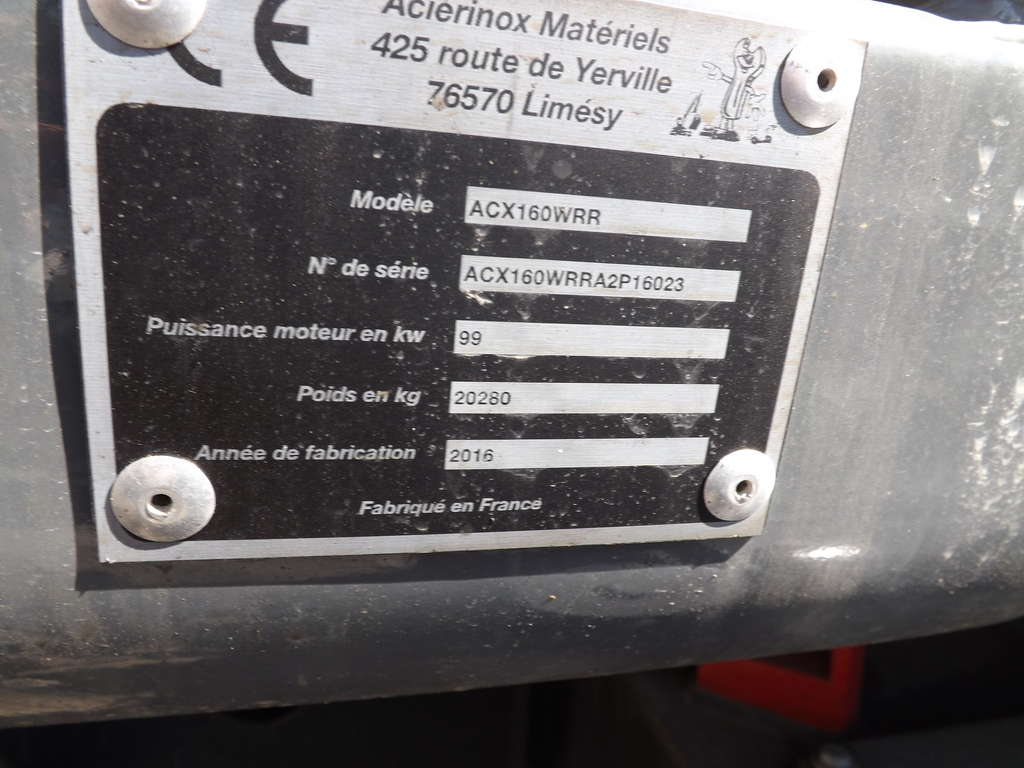 CE
Acierinox Matériels
425 route de Yerville
76570 Limésy
Modèle ACX160WRR
N° de série ACX160WRRA2P16023
Puissance moteur en kw 99
Poids en kg 20280
Année de fabrication 2016
Fabriqué en France